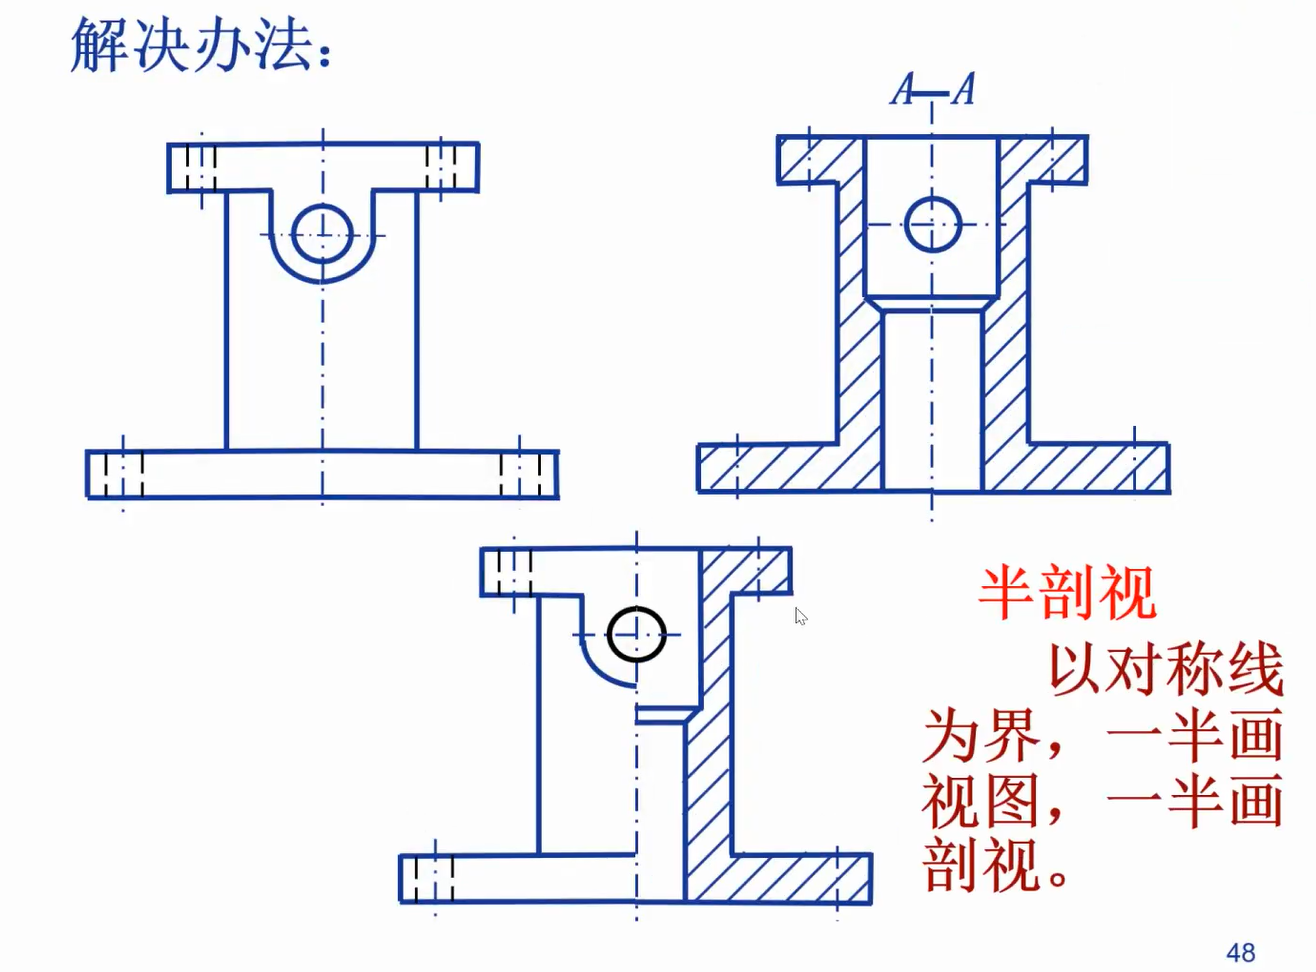 解决办法：
A—A
半剖视
以对称线
为界，一半画
视图，一半画
剖视。
48